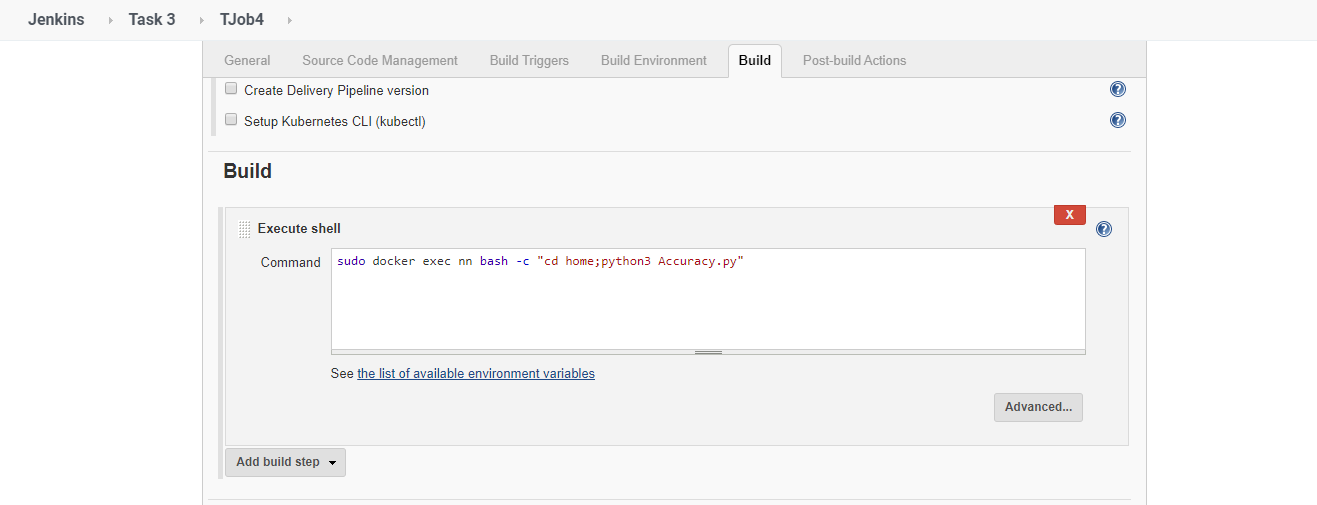 Jenkins Task 3 TJob4
General Source Code Management Build Triggers Build Environment Build Post-build Actions
Create Delivery Pipeline version ?
Setup Kubernetes CLI (kubectl) ?
Build
X
Execute shell ?
Command sudo docker exec nn bash -c "cd home;python3 Accuracy.py"
See the list of available environment variables
Advanced...
Add build step